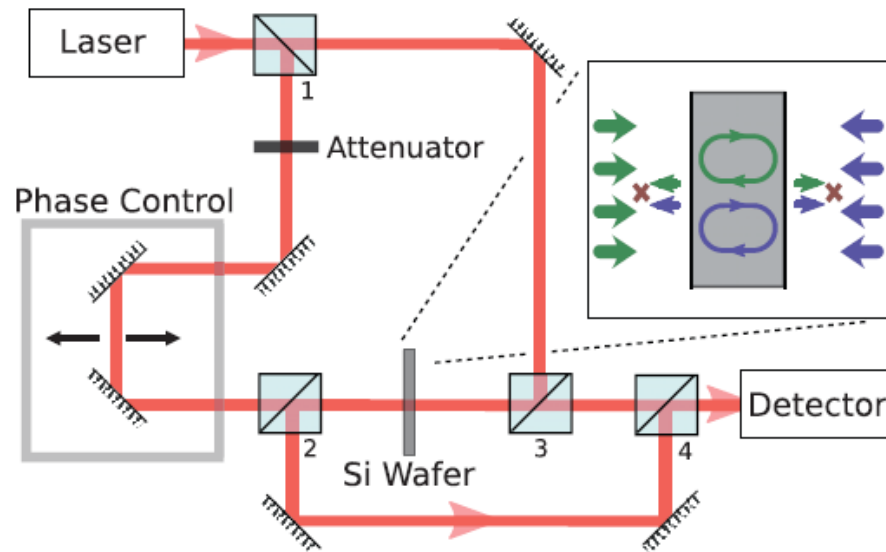 Laser
1
Attenuator
Phase Control
2
Si Wafer
3
4
Detector